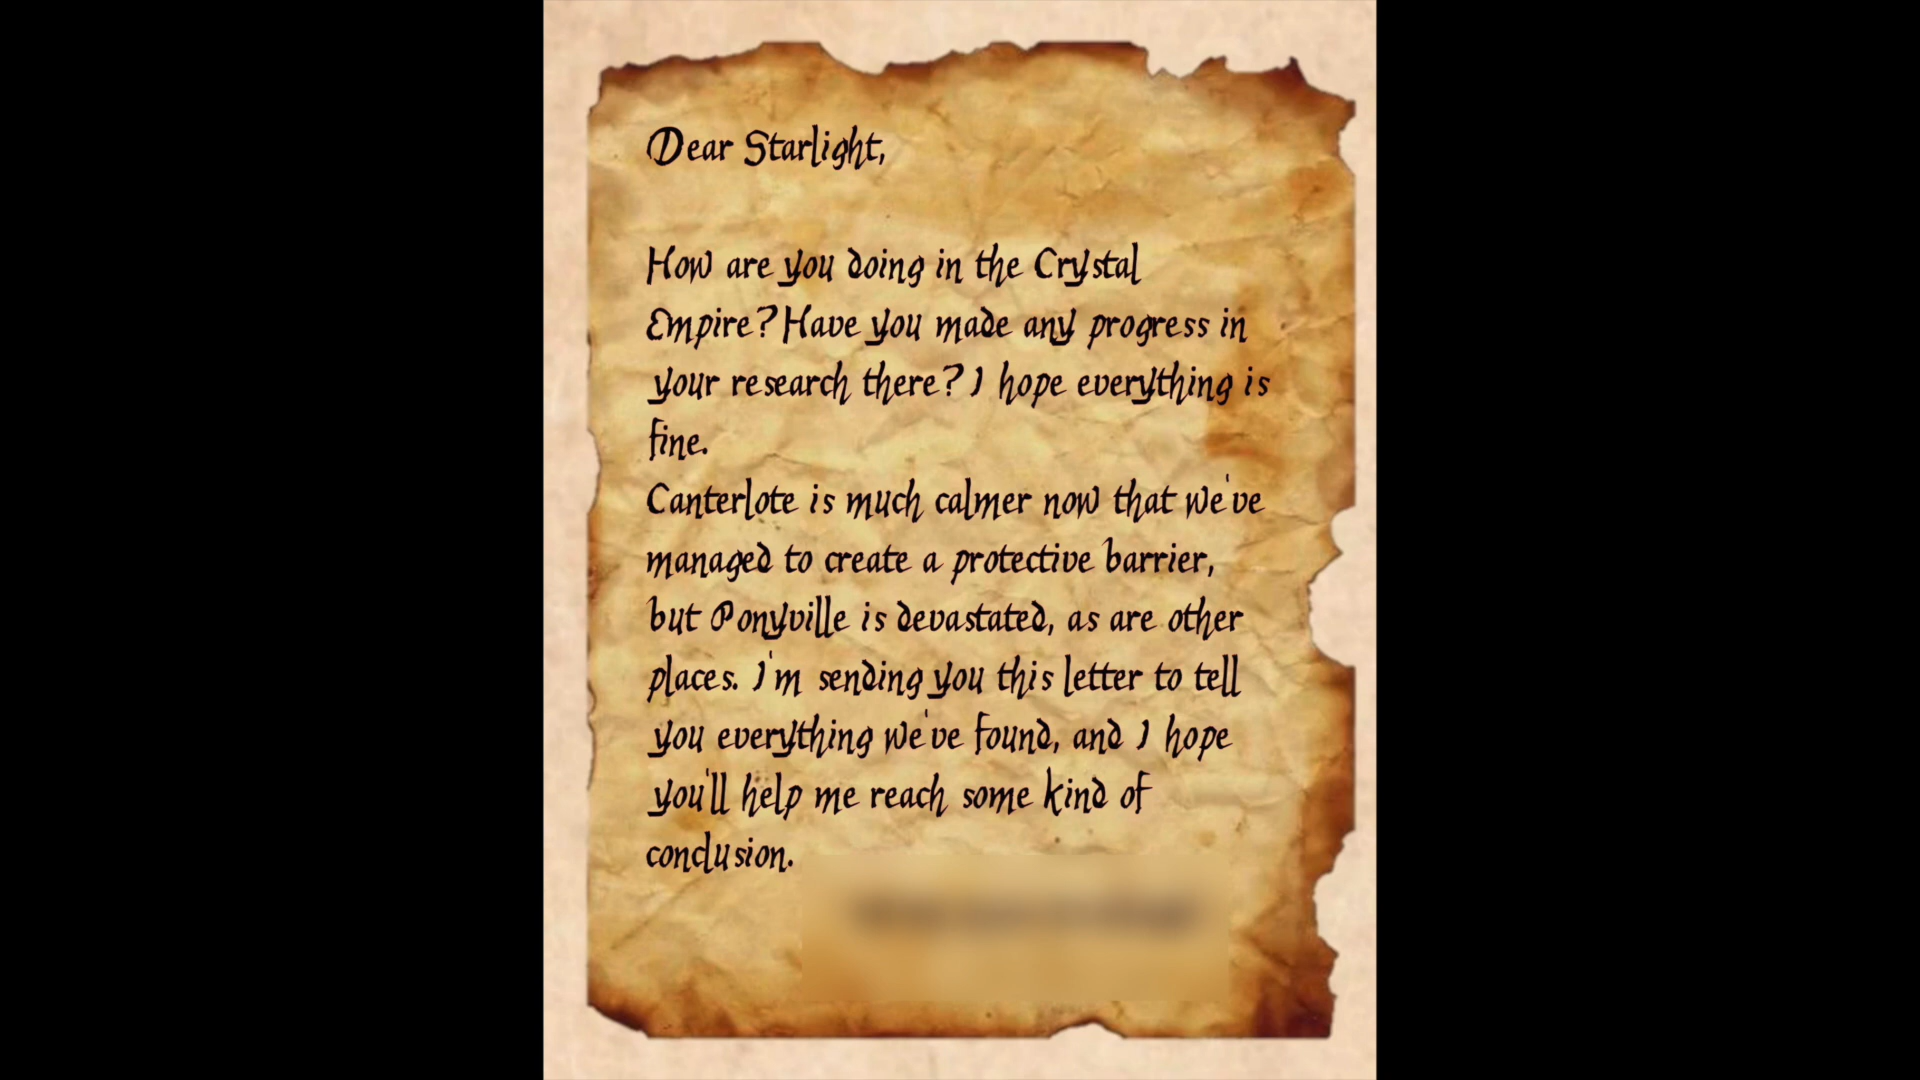 Dear Starlight,
How are you doing in the Crystal
Empire? Have you made any progress in
your research there? I hope everything is
fine.
Canterlote is much calmer now that we've
managed to create a protective barrier,
but Ponyville is devastated, as are other
places. I'm sending you this letter to tell
you everything we've found, and I hope
you'll help me reach some kind of
conclusion.